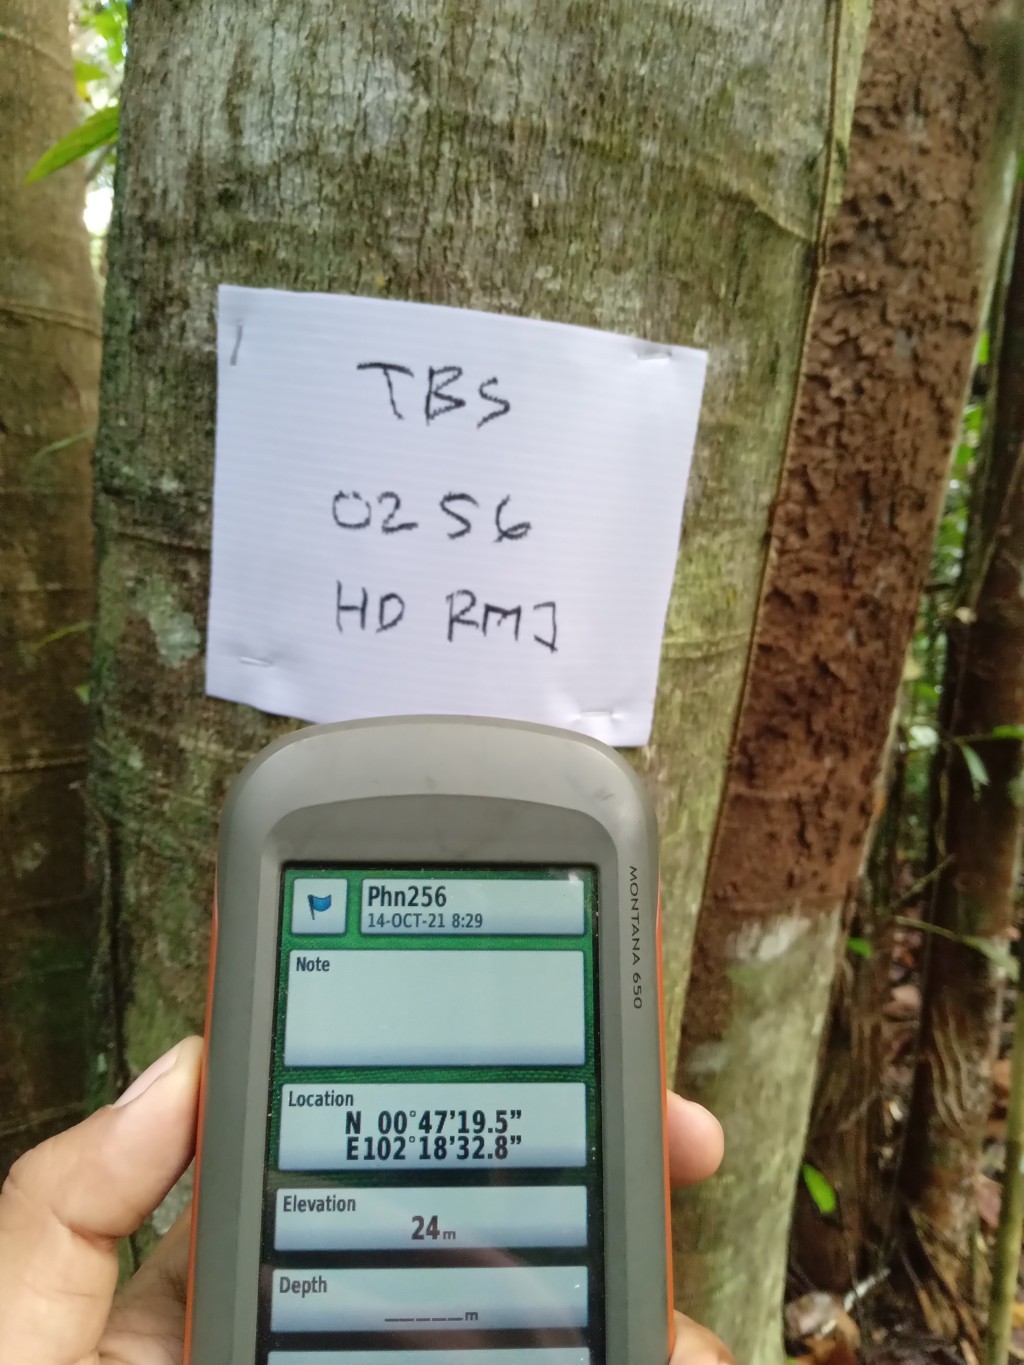 TBS
0256
HD RMJ
MONTANA 650
Phn256
14-OCT-21 8:29
Note
Location
N 00°47'19.5"
E102°18'32.8"
Elevation
24m
Depth
_____m